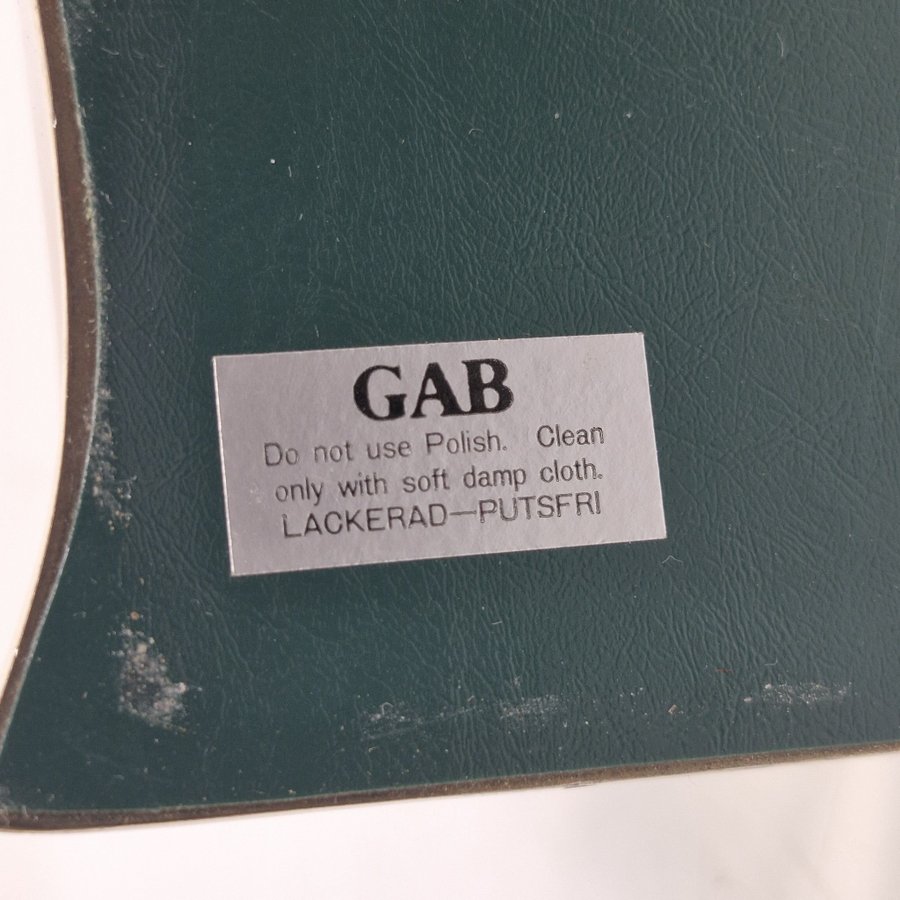 GAB
Do not use Polish. Clean
only with soft damp cloth.
LACKERAD—PUTSFRI